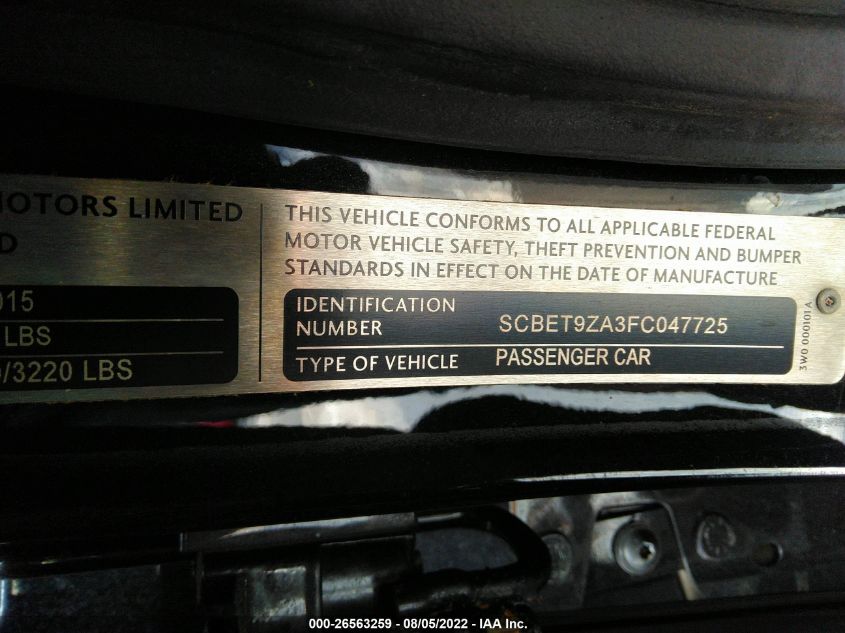 MOTORS LIMITED
015
LBS
/3220 LBS
THIS VEHICLE CONFORMS TO ALL APPLICABLE FEDERAL
MOTOR VEHICLE SAFETY, THEFT PREVENTION AND BUMPER
STANDARDS IN EFFECT ON THE DATE OF MANUFACTURE
IDENTIFICATION
NUMBER SCBET9ZA3FC047725
TYPE OF VEHICLE PASSENGER CAR
3W0 000101A
000-26563259 - 08/05/2022 - IAA Inc.